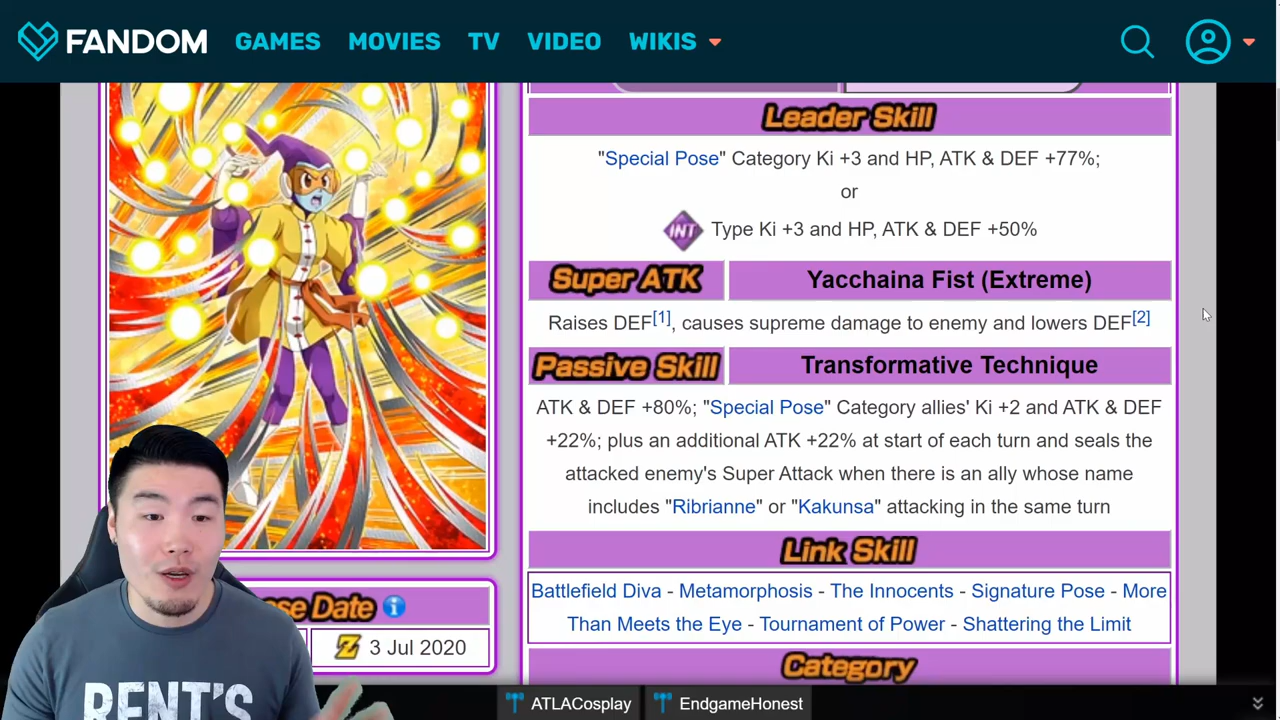 FANDOM GAMES MOVIES TV VIDEO WIKIS
Leader Skill
"Special Pose" Category Ki +3 and HP, ATK & DEF +77%;
or
INT Type Ki +3 and HP, ATK & DEF +50%
Super ATK Yacchaina Fist (Extreme)
Raises DEF[1], causes supreme damage to enemy and lowers DEF[2]
Passive Skill Transformative Technique
ATK & DEF +80%; "Special Pose" Category allies' Ki +2 and ATK & DEF
+22%; plus an additional ATK +22% at start of each turn and seals the
attacked enemy's Super Attack when there is an ally whose name
includes "Ribrianne" or "Kakunsa" attacking in the same turn
Link Skill
Battlefield Diva - Metamorphosis - The Innocents - Signature Pose - More
Than Meets the Eye - Tournament of Power - Shattering the Limit
Category
se Date
Z 3 Jul 2020
RENT'S
ATLACosplay EndgameHonest